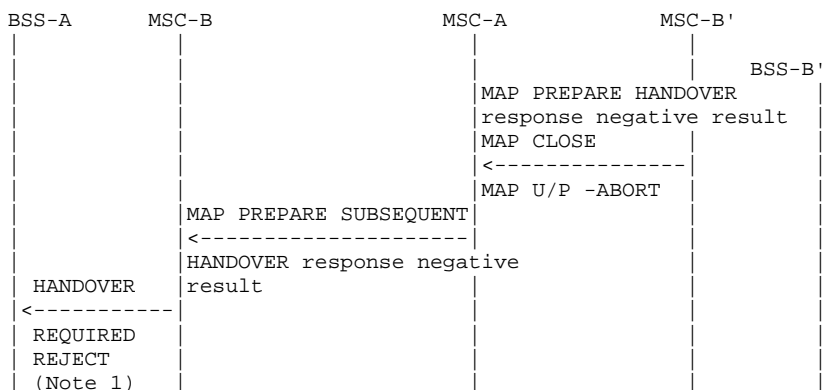 BSS-A MSC-B MSC-A MSC-B'
BSS-B'
MAP PREPARE HANDOVER
response negative result
MAP CLOSE
MAP U/P -ABORT
MAP PREPARE SUBSEQUENT
HANDOVER response negative
HANDOVER result
REQUIRED
REJECT
(Note 1)